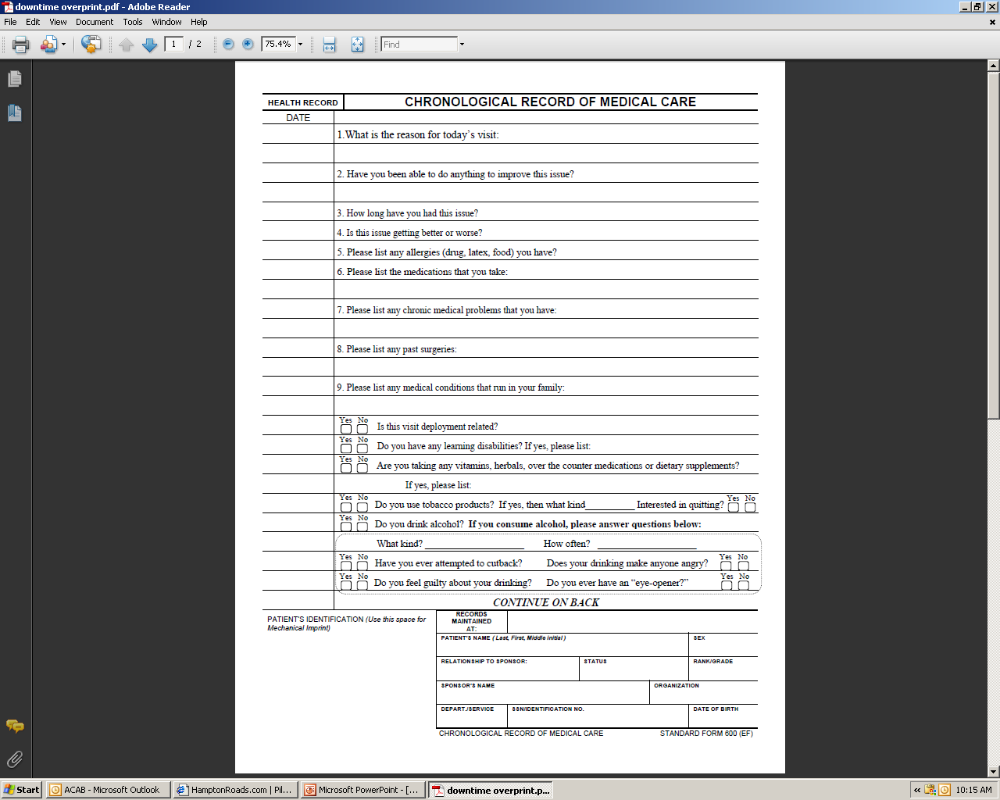 downtime overprint.pdf - Adobe Reader
File Edit View Document Tools Window Help
1 / 2 75.4% Find
HEALTH RECORD CHRONOLOGICAL RECORD OF MEDICAL CARE
DATE
1.What is the reason for today's visit:
2. Have you been able to do anything to improve this issue?
3. How long have you had this issue?
4. Is this issue getting better or worse?
5. Please list any allergies (drug, latex, food) you have?
6. Please list the medications that you take:
7. Please list any chronic medical problems that you have:
8. Please list any past surgeries:
9. Please list any medical conditions that run in your family:
Yes No
Is this visit deployment related?
Yes No
Do you have any learning disabilities? If yes, please list:
Yes No
Are you taking any vitamins, herbals, over the counter medications or dietary supplements?
If yes, please list:
Yes No Yes No
Do you use tobacco products? If yes, then what kind__________ Interested in quitting?
Yes No
Do you drink alcohol? If you consume alcohol, please answer questions below:
What kind? ____________________ How often? ____________________
Yes No Yes No
Have you ever attempted to cutback? Does your drinking make anyone angry?
Yes No Yes No
Do you feel guilty about your drinking? Do you ever have an “eye-opener?”
CONTINUE ON BACK
PATIENT'S IDENTIFICATION (Use this space for
Mechanical Imprint)
RECORDS
MAINTAINED
AT:
PATIENT'S NAME ( Last, First, Middle initial ) SEX
RELATIONSHIP TO SPONSOR: STATUS RANK/GRADE
SPONSOR'S NAME ORGANIZATION
DEPART./SERVICE SSN/IDENTIFICATION NO. DATE OF BIRTH
CHRONOLOGICAL RECORD OF MEDICAL CARE STANDARD FORM 600 (EF)
Start ACAB - Microsoft Outlook HamptonRoads.com | Pil... Microsoft PowerPoint - [... downtime overprint.p... « 10:15 AM